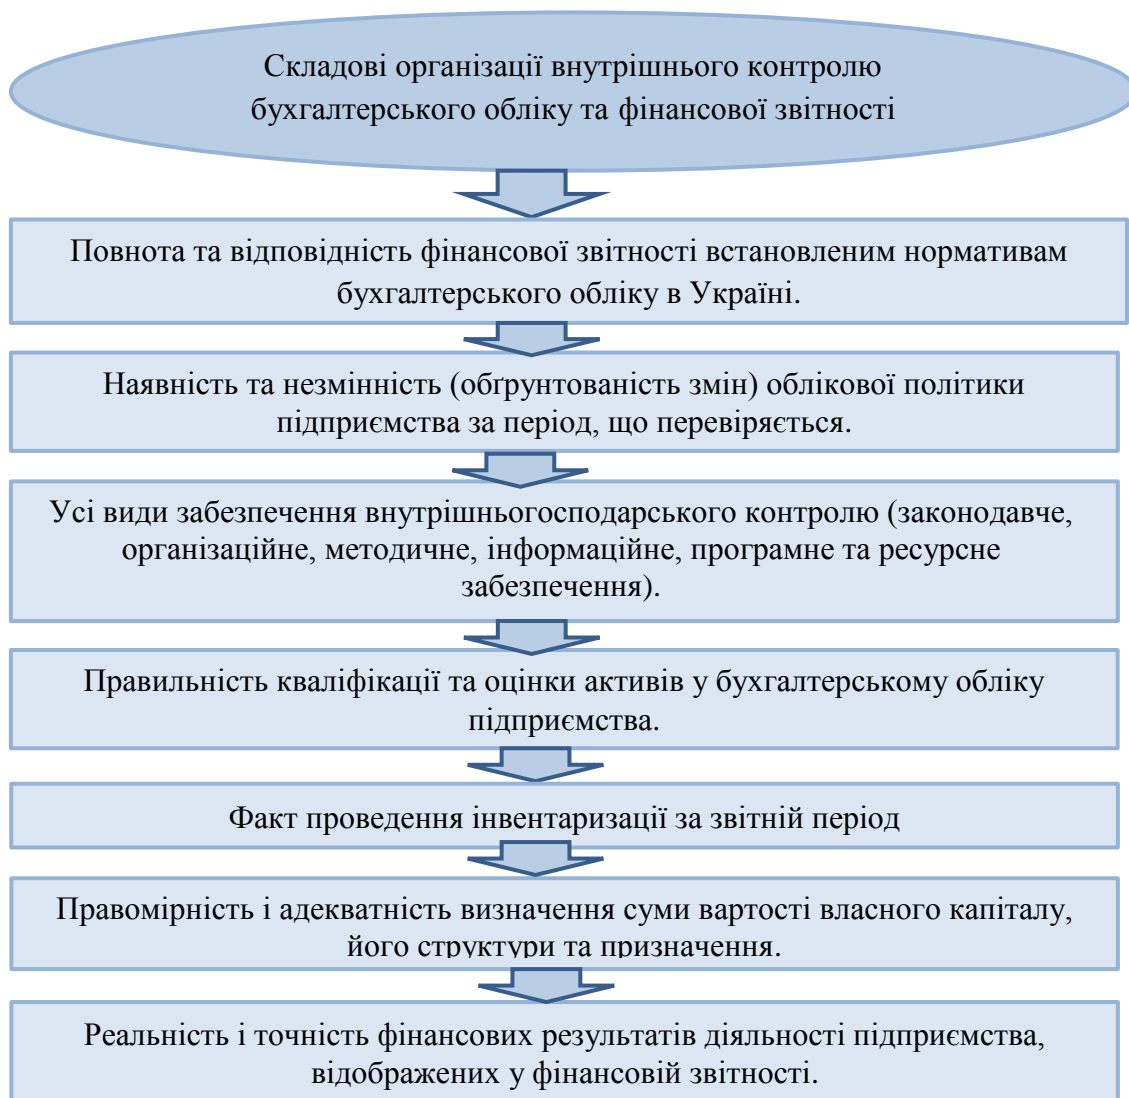 Складові організації внутрішнього контролю
бухгалтерського обліку та фінансової звітності
Повнота та відповідність фінансової звітності встановленим нормативам
бухгалтерського обліку в Україні.
Наявність та незмінність (обґрунтованість змін) облікової політики
підприємства за період, що перевіряється.
Усі види забезпечення внутрішньогосподарського контролю (законодавче,
організаційне, методичне, інформаційне, програмне та ресурсне
забезпечення).
Правильність кваліфікації та оцінки активів у бухгалтерському обліку
підприємства.
Факт проведення інвентаризації за звітній період
Правомірність і адекватність визначення суми вартості власного капіталу,
його структури та призначення.
Реальність і точність фінансових результатів діяльності підприємства,
відображених у фінансовій звітності.